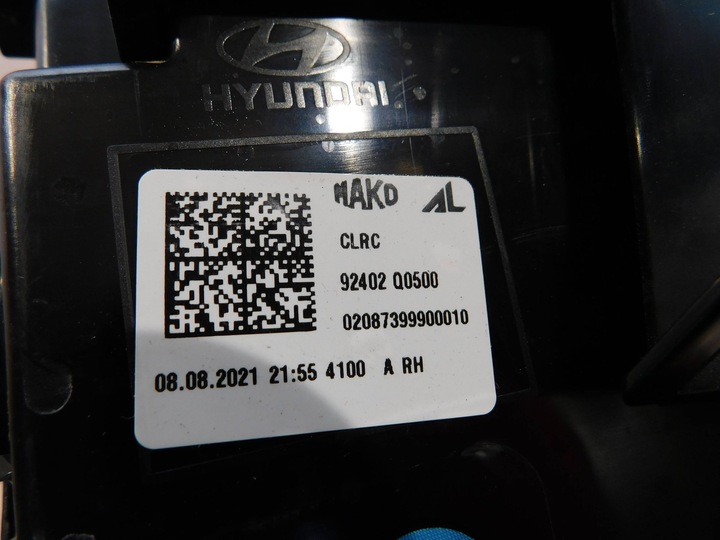 HYUNDAI
MAKO AL
CLRC
92402 Q0500
02087399900010
08.08.2021 21:55 4100 A RH